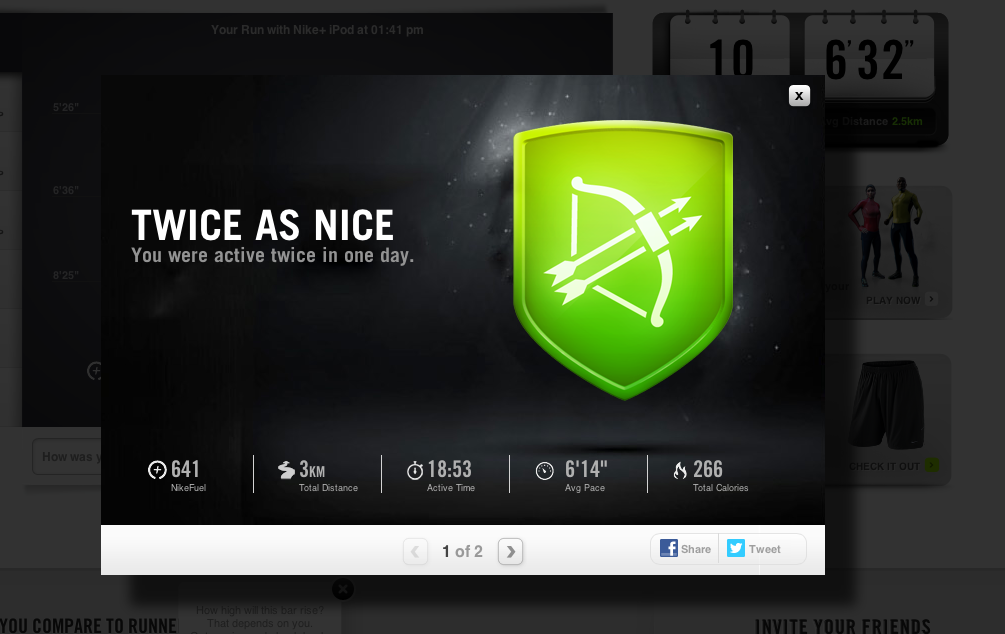 Your Run with Nike+ iPod at 01:41 pm
10
6'32"
5'26"
Avg Distance 2.5km
6'36"
8'25"
x
TWICE AS NICE
You were active twice in one day.
PLAY NOW
CHECK IT OUT
How was y
641
NikeFuel
3KM
Total Distance
18:53
Active Time
6'14"
Avg Pace
266
Total Calories
1 of 2
Share
Tweet
How high will this bar rise?
That depends on you.
YOU COMPARE TO RUNNE
INVITE YOUR FRIENDS